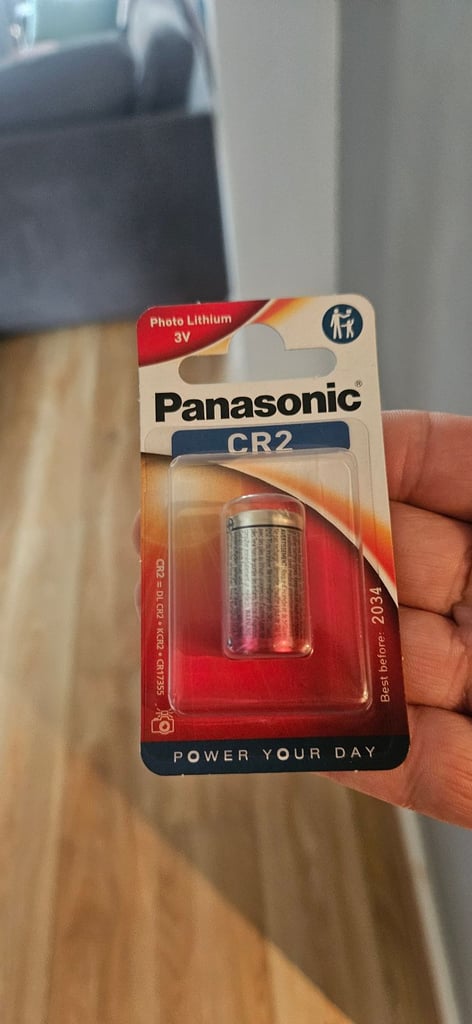 Photo Lithium
3V
Panasonic®
CR2
CR2 = DL CR2 • KCR2 • CR17355
Best before: 2034
POWER YOUR DAY